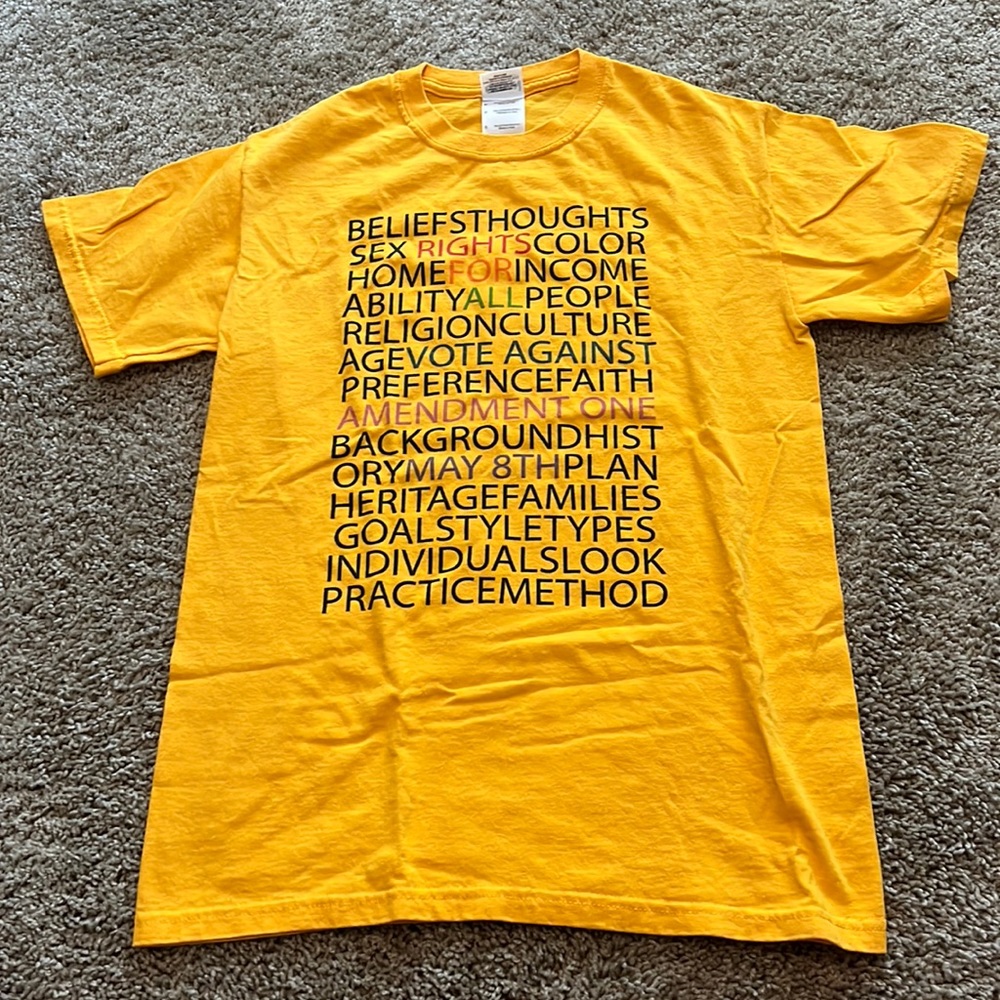 BELIEFSTHOUGHTS
SEX RIGHTSCOLOR
HOMEFORINCOME
ABILITYALLPEOPLE
RELIGIONCULTURE
AGEVOTE AGAINST
PREFERENCEFAITH
AMENDMENT ONE
BACKGROUNDHIST
ORYMAY 8THPLAN
HERITAGEFAMILIES
GOALSTYLETYPES
INDIVIDUALSLOOK
PRACTICEMETHOD